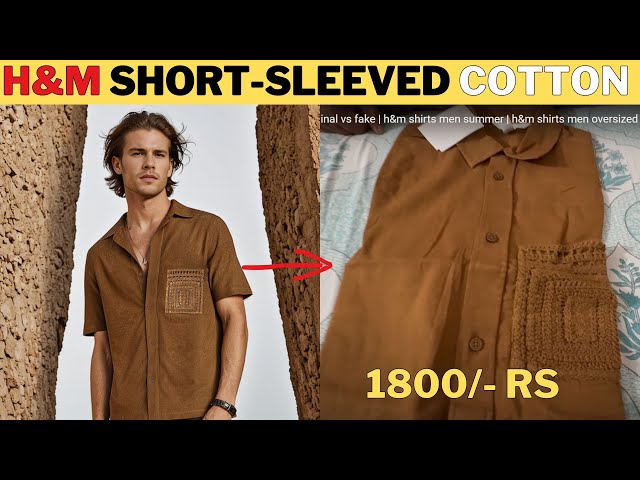 H&M SHORT-SLEEVED COTTON
inal vs fake | h&m shirts men summer | h&m shirts men oversized
1800/- RS